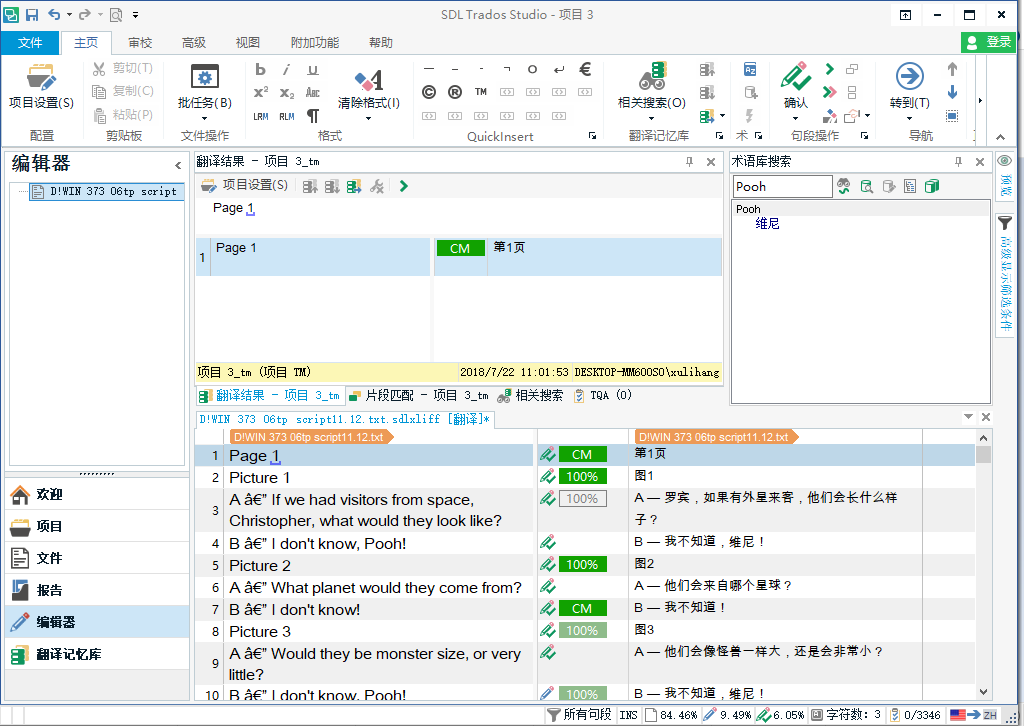 SDL Trados Studio - 项目 3
文件 主页 审校 高级 视图 附加功能 帮助 登录
项目设置(S)
配置
剪切(T)
复制(C)
粘贴(P)
剪贴板
批任务(B)
文件操作
b i u
x² x₂ ABC
LRM RLM ¶
清除格式(I)
格式
— – - ¬ o ↵ €
© ® TM
QuickInsert
相关搜索(O)
翻译记忆库
术
确认
句段操作
转到(T)
导航
编辑器
D!WIN 373 06tp script
欢迎
项目
文件
报告
编辑器
翻译记忆库
翻译结果 - 项目 3_tm
项目设置(S)
Page 1
1 Page 1 CM 第1页
项目 3_tm (项目 TM) 2018/7/22 11:01:53 DESKTOP-MM600SO\xulihang
翻译结果 - 项目 3_tm 片段匹配 - 项目 3_tm 相关搜索 TQA (0)
术语库搜索
Pooh
Pooh
维尼
预览
高级显示筛选条件
D!WIN 373 06tp script11.12.txt.sdlxliff [翻译]*
D!WIN 373 06tp script11.12.txt D!WIN 373 06tp script11.12.txt
1 Page 1 CM 第1页
2 Picture 1 100% 图1
3 A â€” If we had visitors from space, 100% A — 罗宾，如果有外星来客，他们会长什么样
Christopher, what would they look like? 子？
4 B â€” I don't know, Pooh! B — 我不知道，维尼！
5 Picture 2 100% 图2
6 A â€” What planet would they come from? A — 他们会来自哪个星球？
7 B â€” I don't know! CM B — 我不知道！
8 Picture 3 100% 图3
9 A â€” Would they be monster size, or very A — 他们会像怪兽一样大，还是会非常小？
little?
10 B â€” I don't know, Pooh! 100% B — 我不知道，维尼！
所有句段 INS 84.46% 9.49% 6.05% 字符数: 3 0/3346 ZH